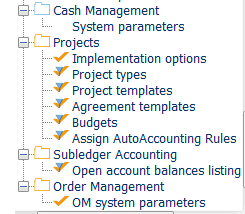 Cash Management
System parameters
Projects
Implementation options
Project types
Project templates
Agreement templates
Budgets
Assign AutoAccounting Rules
Subledger Accounting
Open account balances listing
Order Management
OM system parameters